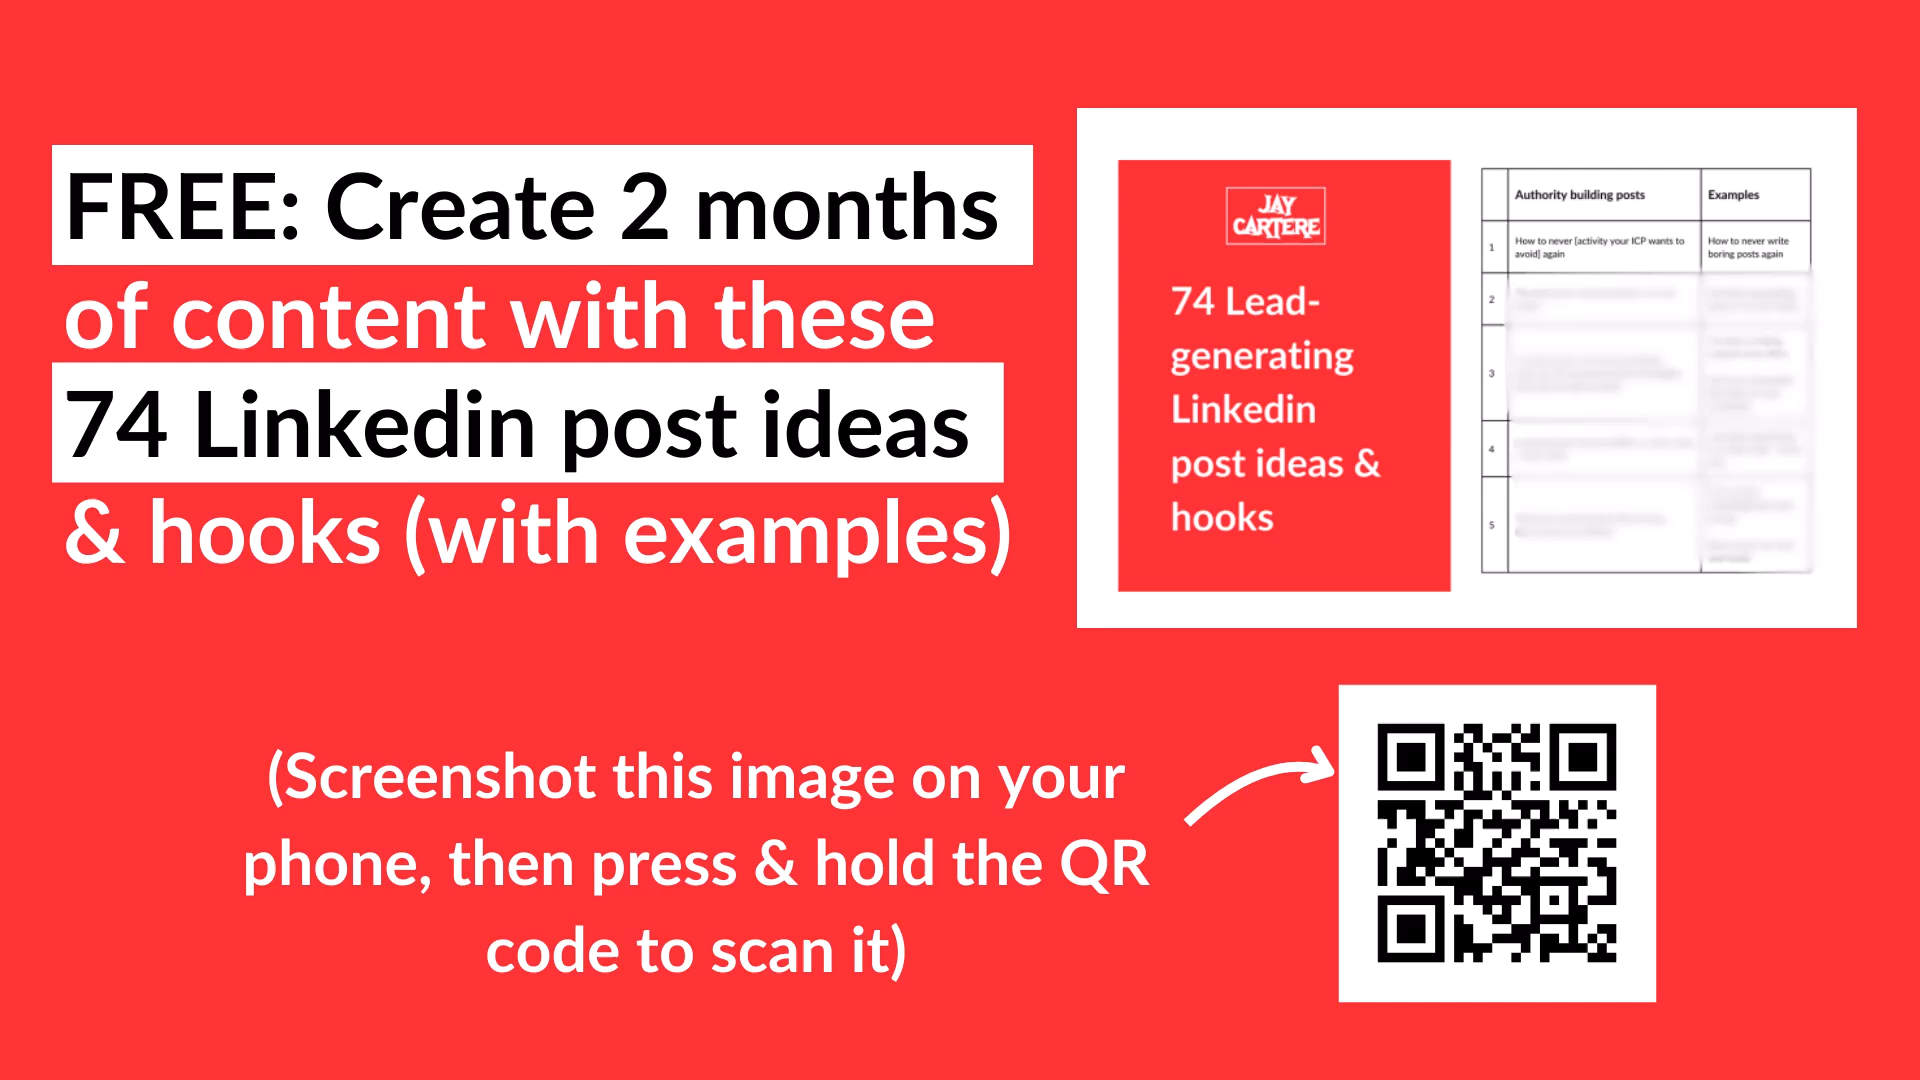 FREE: Create 2 months
of content with these
74 Linkedin post ideas
& hooks (with examples)
JAY
CARTERE
74 Lead-
generating
Linkedin
post ideas &
hooks
Authority building posts Examples
1 How to never [activity your ICP wants to How to never write
avoid] again boring posts again
2
3
4
5
(Screenshot this image on your
phone, then press & hold the QR
code to scan it)